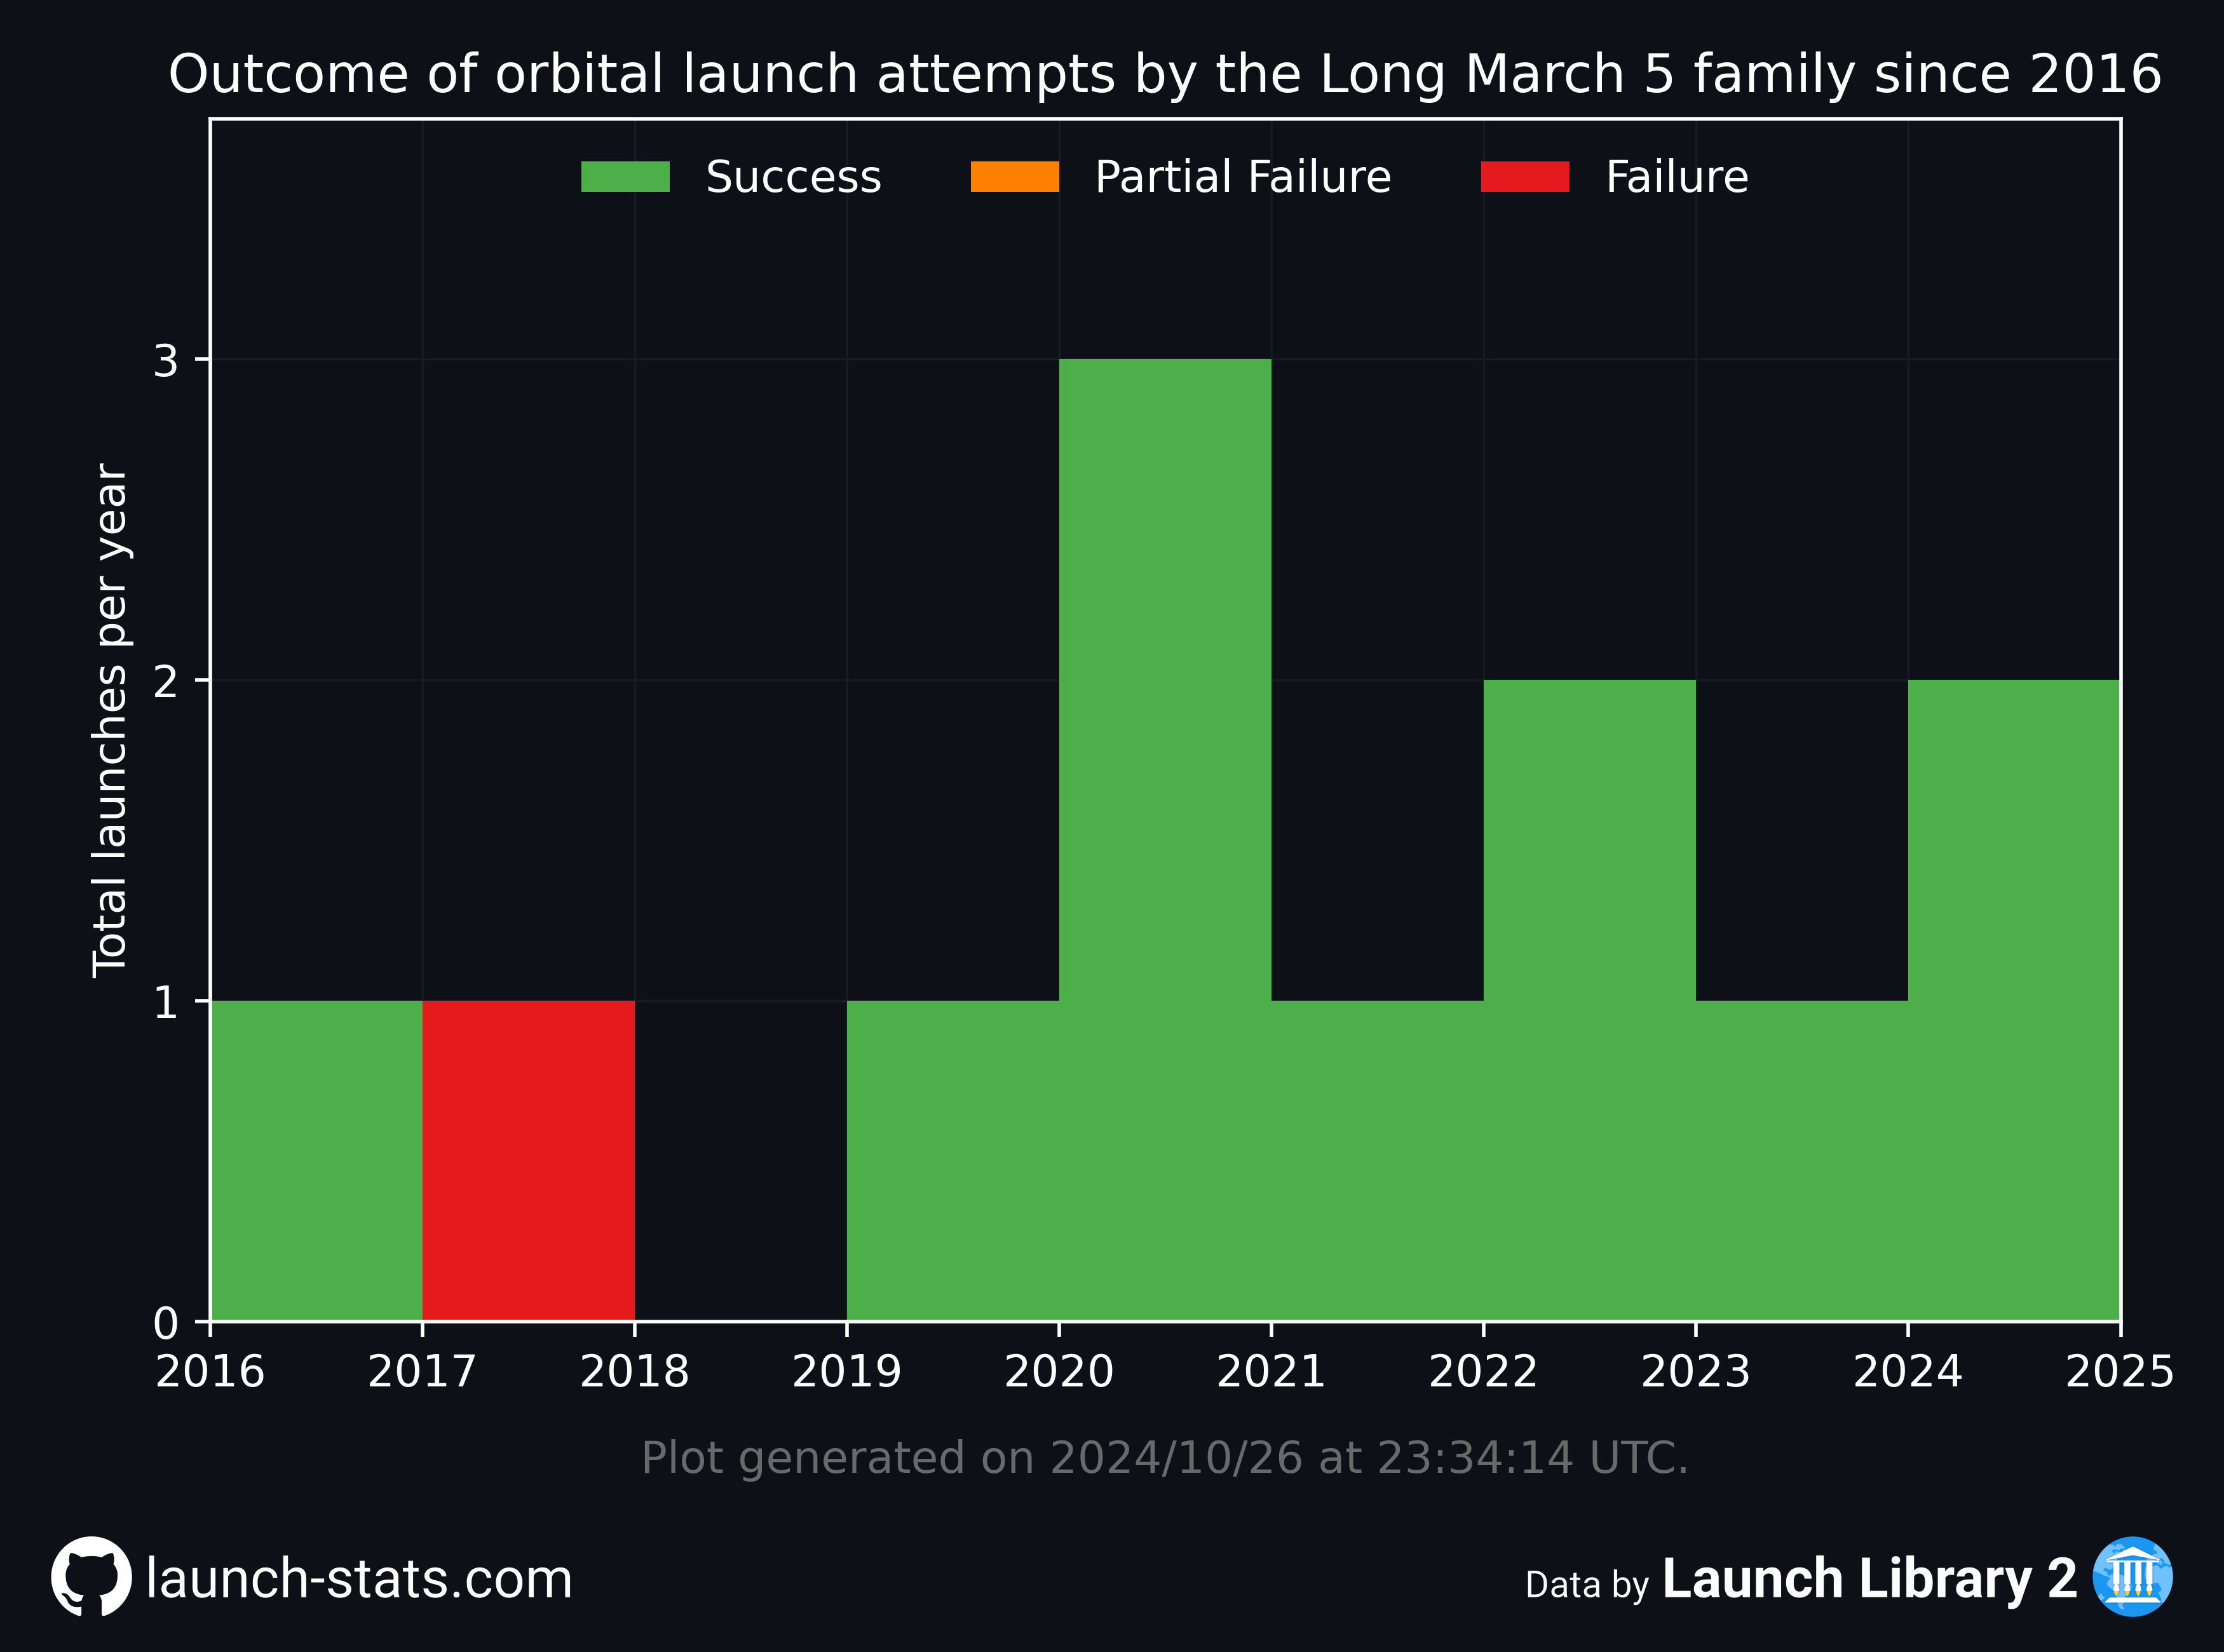 Outcome of orbital launch attempts by the Long March 5 family since 2016
Success Partial Failure Failure
Total launches per year
3
2
1
0
2016 2017 2018 2019 2020 2021 2022 2023 2024 2025
Plot generated on 2024/10/26 at 23:34:14 UTC.
launch-stats.com
Data by Launch Library 2